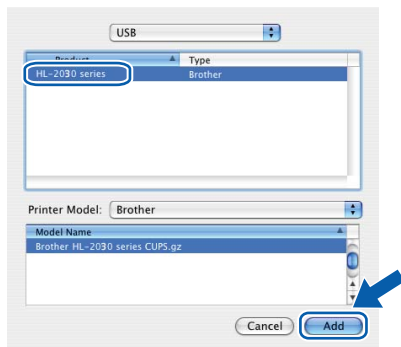 USB
Product Type
HL-2030 series Brother
Printer Model: Brother
Model Name
Brother HL-2030 series CUPS.gz
Cancel Add